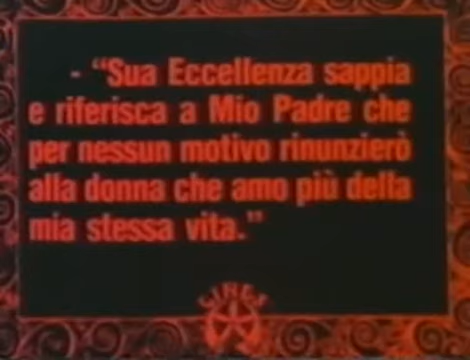 - "Sua Eccellenza sappia
e riferisca a Mio Padre che
per nessun motivo rinunzierò
alla donna che amo più della
mia stessa vita."